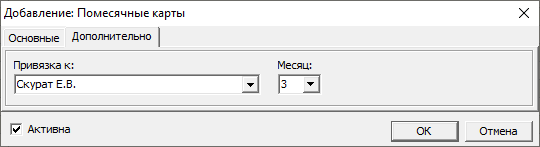 Добавление: Помесячные карты
Основные Дополнительно
Привязка к: Месяц:
Скурат Е.В. 3
Активна OK Отмена